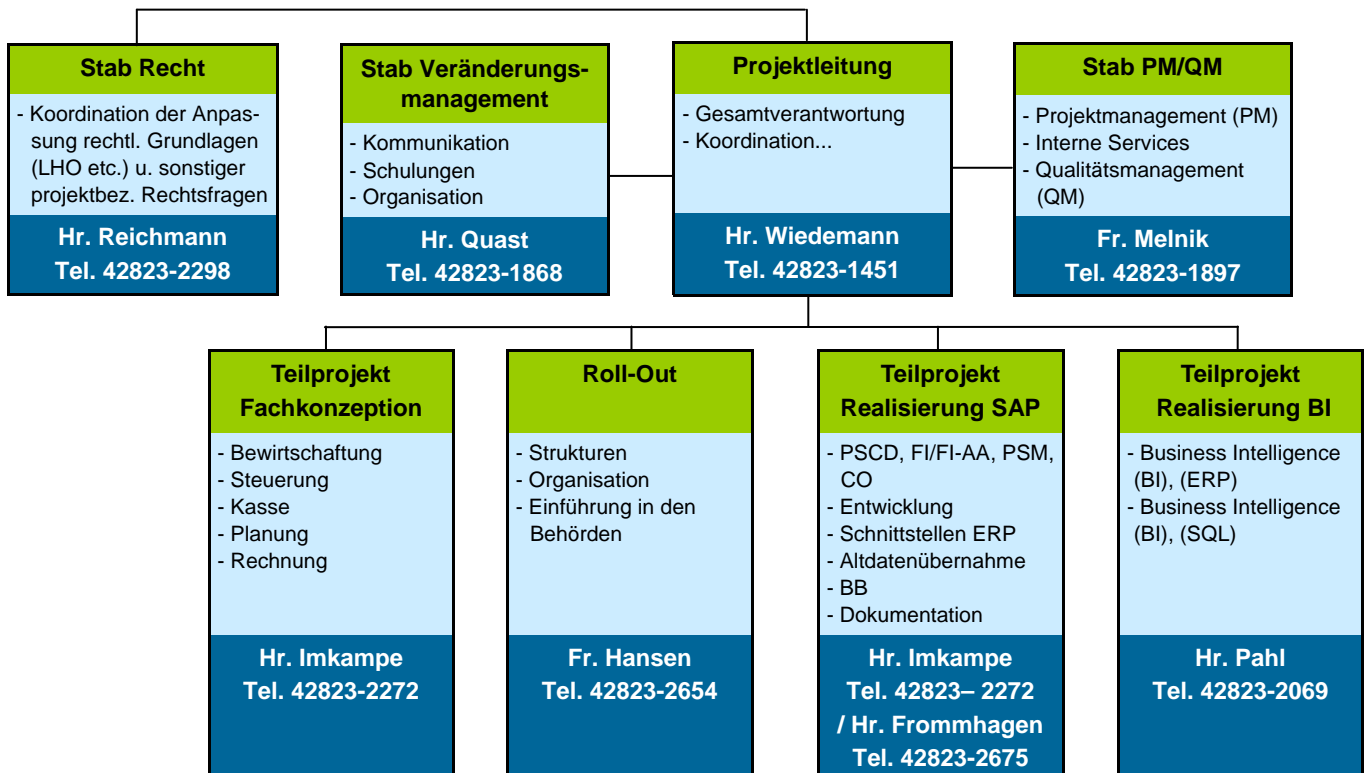 Stab Recht
- Koordination der Anpas-
sung rechtl. Grundlagen
(LHO etc.) u. sonstiger
projektbez. Rechtsfragen
Hr. Reichmann
Tel. 42823-2298
Stab Veränderungs-
management
- Kommunikation
- Schulungen
- Organisation
Hr. Quast
Tel. 42823-1868
Projektleitung
- Gesamtverantwortung
- Koordination...
Hr. Wiedemann
Tel. 42823-1451
Stab PM/QM
- Projektmanagement (PM)
- Interne Services
- Qualitätsmanagement
(QM)
Fr. Melnik
Tel. 42823-1897
Teilprojekt
Fachkonzeption
- Bewirtschaftung
- Steuerung
- Kasse
- Planung
- Rechnung
Hr. Imkampe
Tel. 42823-2272
Roll-Out
- Strukturen
- Organisation
- Einführung in den
Behörden
Fr. Hansen
Tel. 42823-2654
Teilprojekt
Realisierung SAP
- PSCD, FI/FI-AA, PSM,
CO
- Entwicklung
- Schnittstellen ERP
- Altdatenübernahme
- BB
- Dokumentation
Hr. Imkampe
Tel. 42823– 2272
/ Hr. Frommhagen
Tel. 42823-2675
Teilprojekt
Realisierung BI
- Business Intelligence
(BI), (ERP)
- Business Intelligence
(BI), (SQL)
Hr. Pahl
Tel. 42823-2069